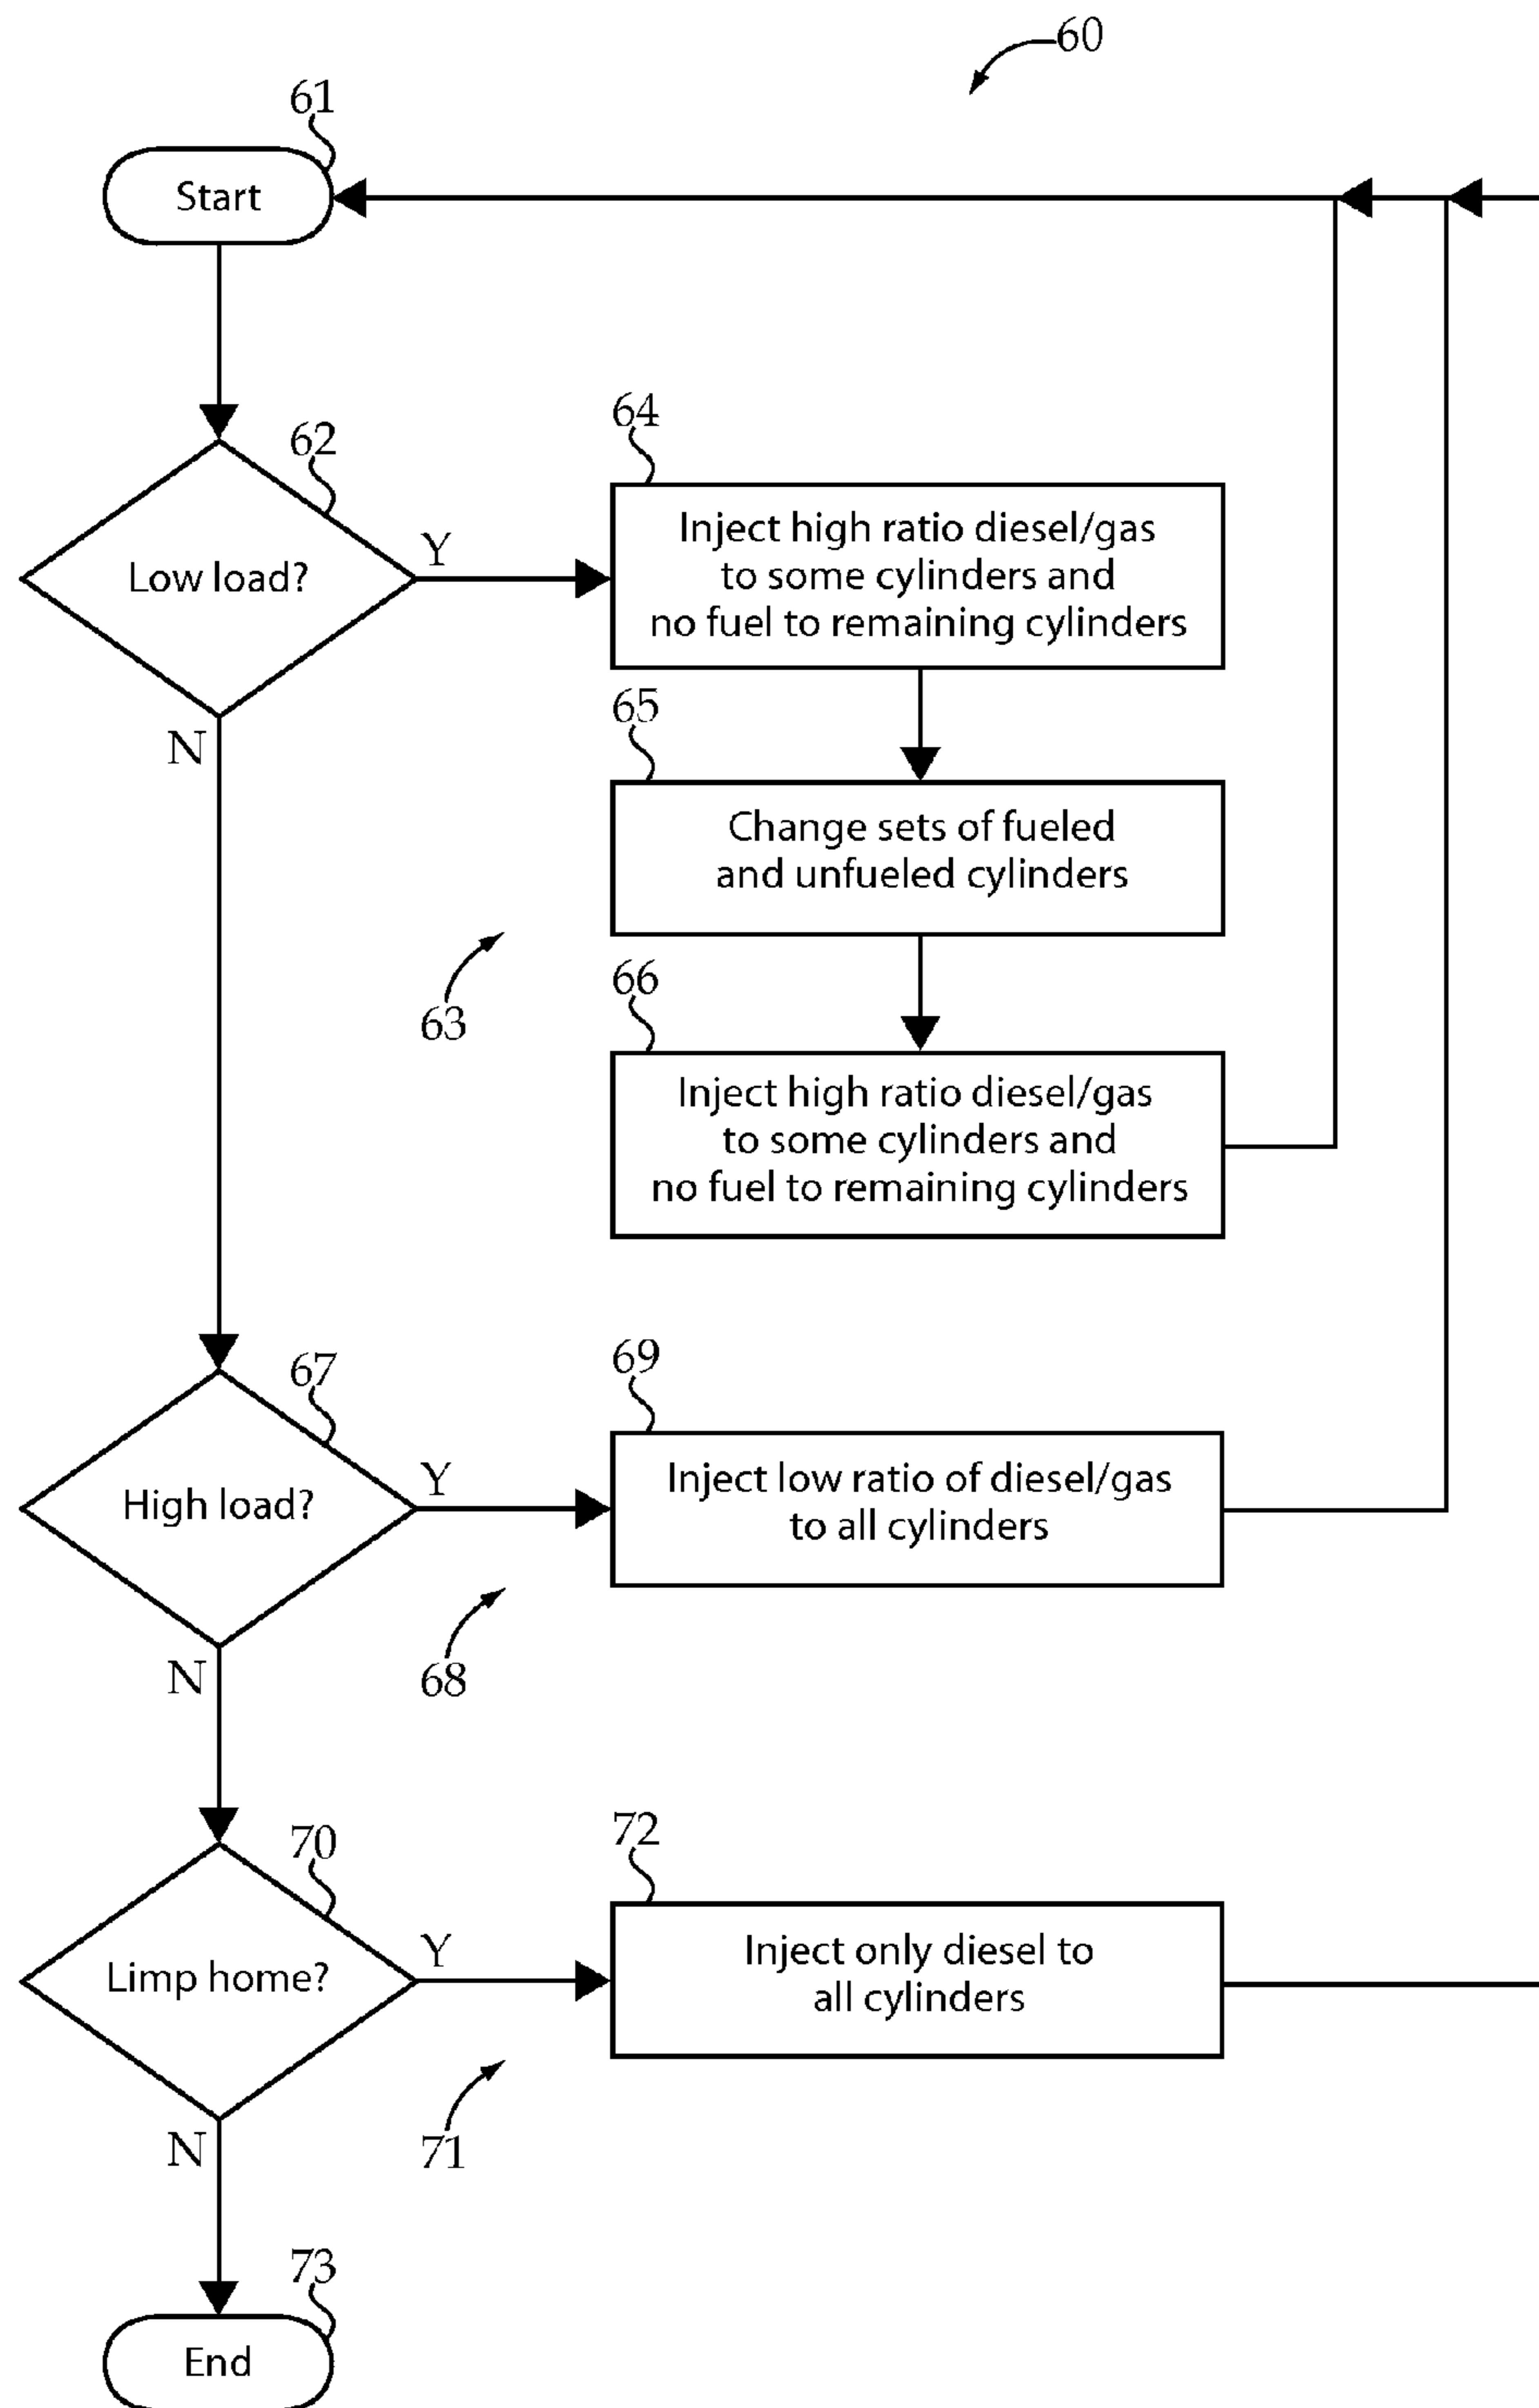 60
61
Start
62
Low load?
Y
N
64
Inject high ratio diesel/gas
to some cylinders and
no fuel to remaining cylinders
65
Change sets of fueled
and unfueled cylinders
63
66
Inject high ratio diesel/gas
to some cylinders and
no fuel to remaining cylinders
67
High load?
Y
N
69
Inject low ratio of diesel/gas
to all cylinders
68
70
Limp home?
Y
N
72
Inject only diesel to
all cylinders
71
73
End